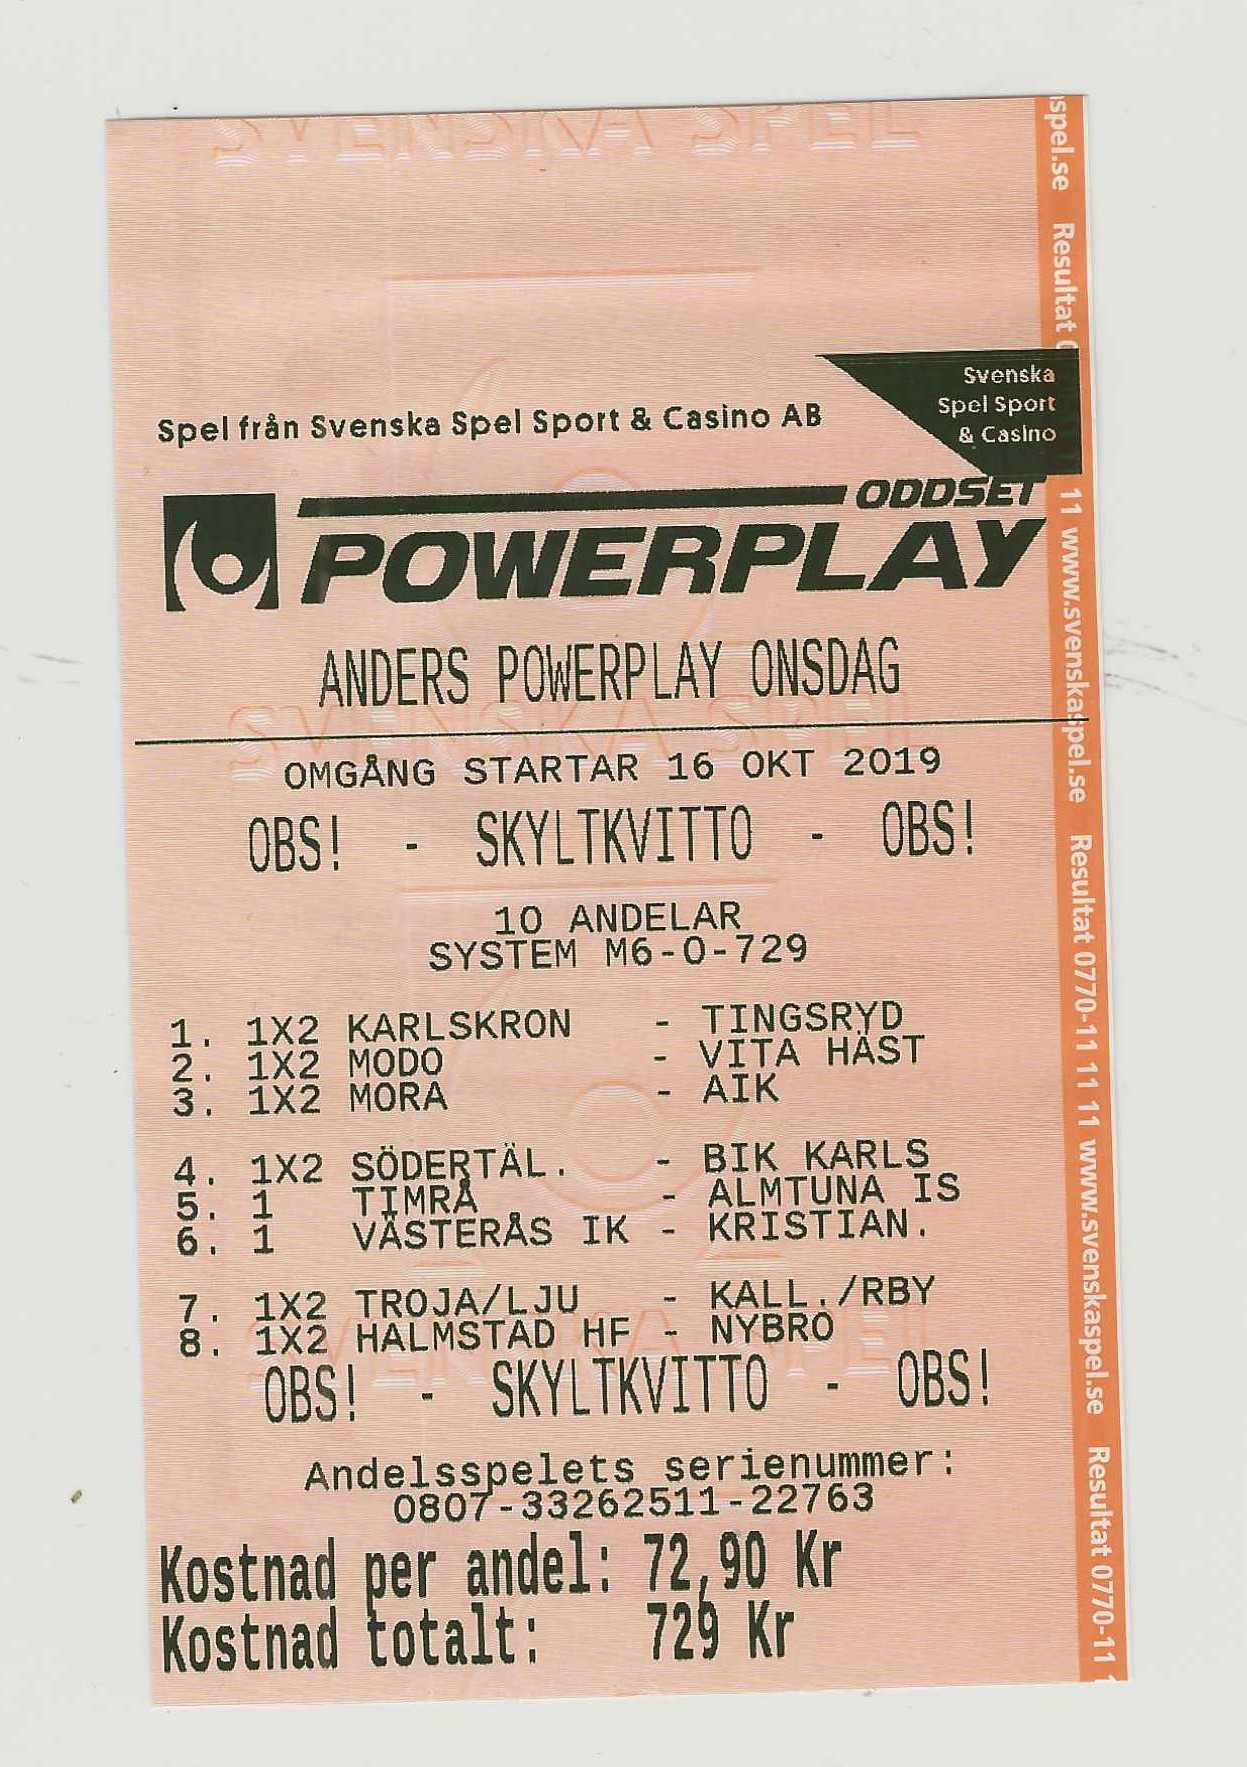 SVENSKA SPEL
Spel från Svenska Spel Sport & Casino AB
Svenska
Spel Sport
& Casino
ODDSET
POWERPLAY
ANDERS POWERPLAY ONSDAG
OMGÅNG STARTAR 16 OKT 2019
OBS! - SKYLTKVITTO - OBS!
10 ANDELAR
SYSTEM M6-0-729
1. 1X2 KARLSKRON - TINGSRYD
2. 1X2 MODO - VITA HÄST
3. 1X2 MORA - AIK
4. 1X2 SÖDERTÄL. - BIK KARLS
5. 1 TIMRÅ - ALMTUNA IS
6. 1 VÄSTERÅS IK - KRISTIAN.
7. 1X2 TROJA/LJU - KALL./RBY
8. 1X2 HALMSTAD HF - NYBRO
OBS! - SKYLTKVITTO - OBS!
Andelsspelets serienummer:
0807-33262511-22763
Kostnad per andel: 72,90 Kr
Kostnad totalt: 729 Kr
spel.se Resultat 0 11 www.svenskaspel.se Resultat 0770-11 11 11 www.svenskaspel.se Resultat 0770-11 1